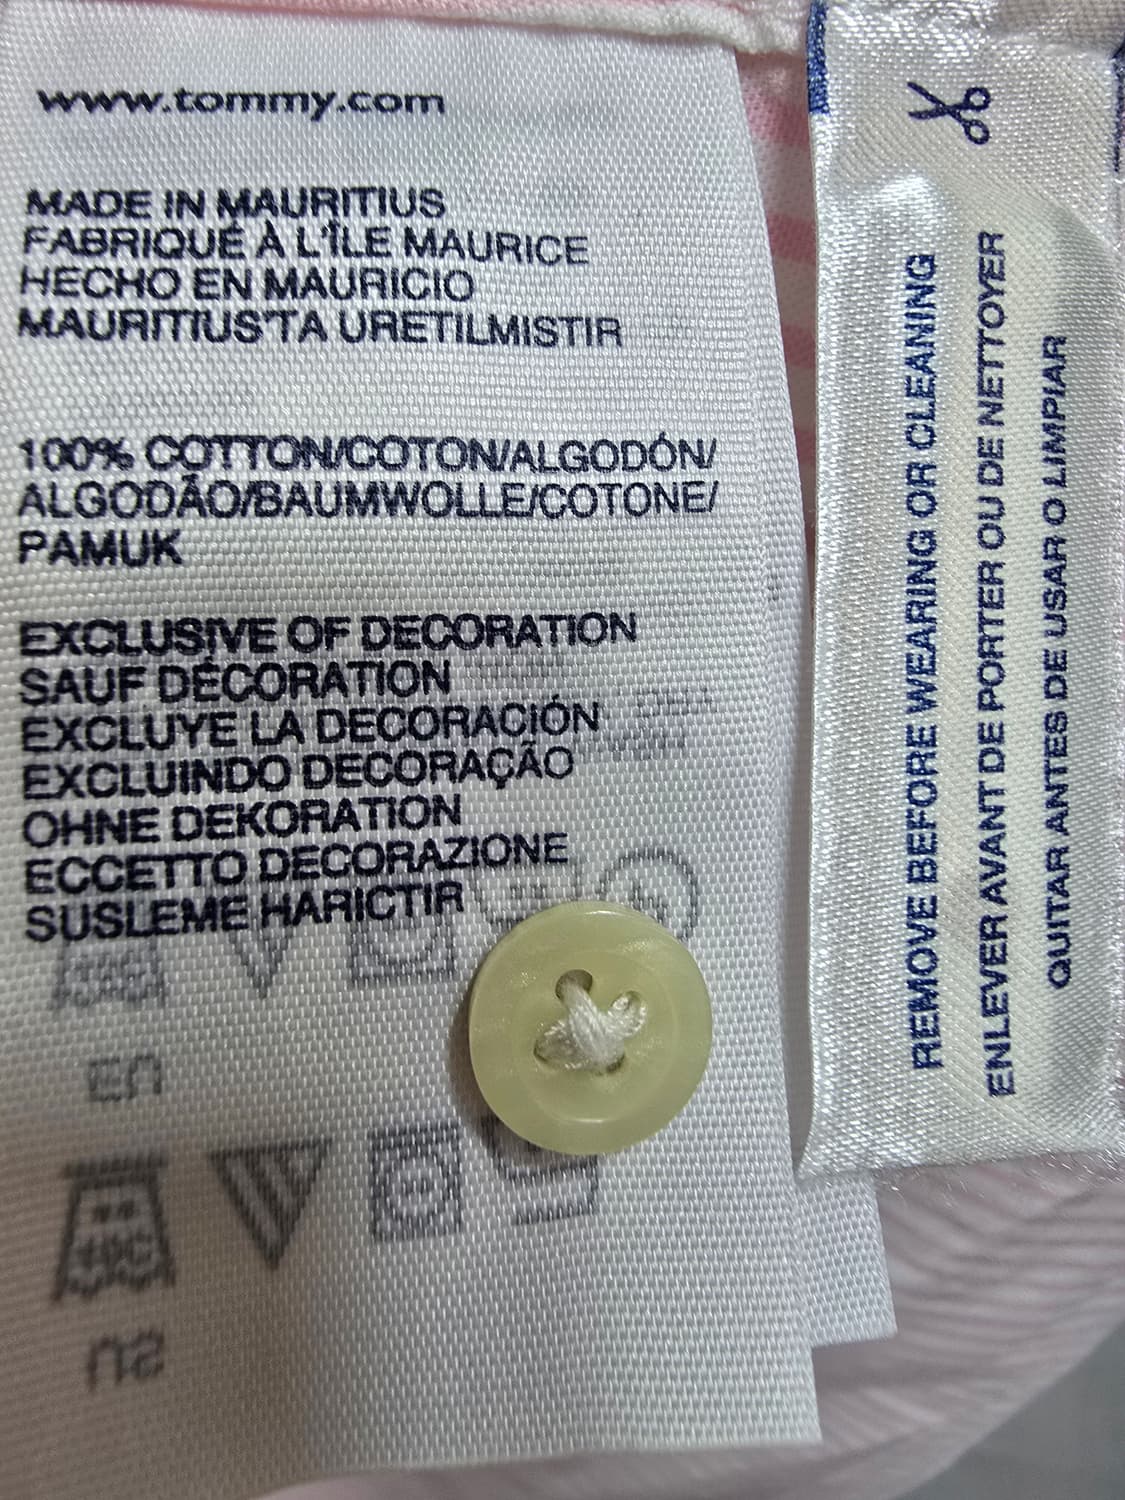 www.tommy.com
MADE IN MAURITIUS
FABRIQUÉ À L'ÎLE MAURICE
HECHO EN MAURICIO
MAURITIUS'TA URETILMISTIR
100% COTTON/COTON/ALGODÓN/
ALGODÃO/BAUMWOLLE/COTONE/
PAMUK
EXCLUSIVE OF DECORATION
SAUF DÉCORATION
EXCLUYE LA DECORACIÓN
EXCLUINDO DECORAÇÃO
OHNE DEKORATION
ECCETTO DECORAZIONE
SUSLEME HARICTIR
REMOVE BEFORE WEARING OR CLEANING
ENLEVER AVANT DE PORTER OU DE NETTOYER
QUITAR ANTES DE USAR O LIMPIAR